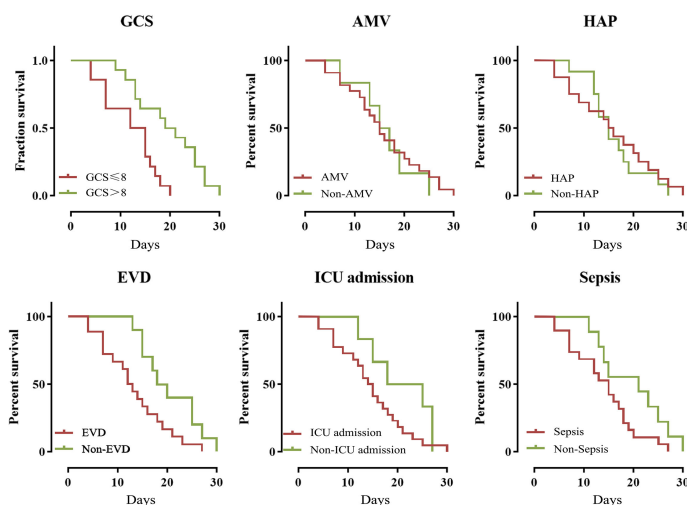 GCS
AMV
HAP
Fraction survival
1.0
0.5
0.0
GCS≤8
GCS>8
0
10
20
30
Days
Percent survival
100
50
0
AMV
Non-AMV
0
10
20
30
Days
Percent survival
100
50
0
HAP
Non-HAP
0
10
20
30
Days
EVD
ICU admission
Sepsis
Percent survival
100
50
0
EVD
Non-EVD
0
10
20
30
Days
Percent survival
100
50
0
ICU admission
Non-ICU admission
0
10
20
30
Days
Percent survival
100
50
0
Sepsis
Non-Sepsis
0
10
20
30
Days